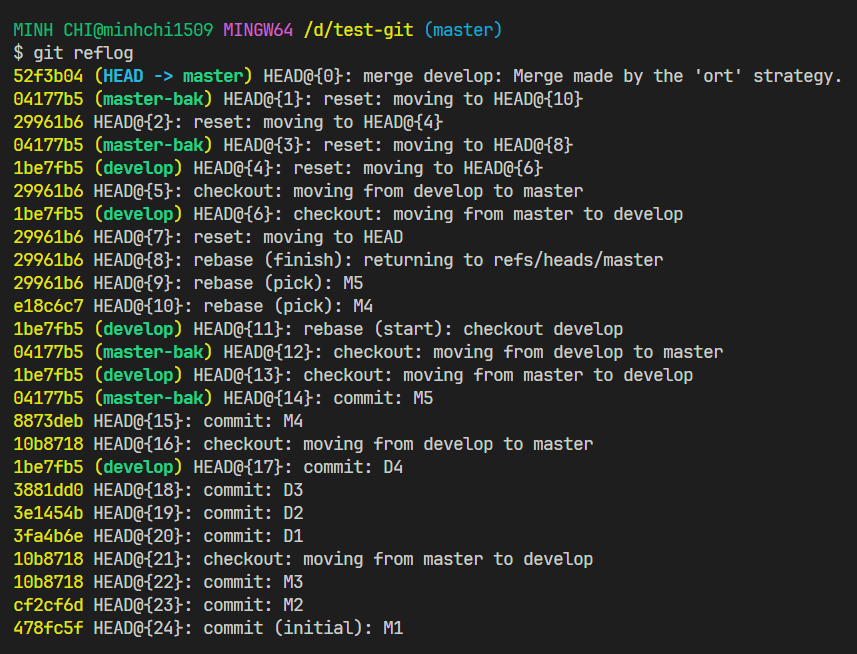 MINH CHI@minhchi1509 MINGW64 /d/test-git (master)
$ git reflog
52f3b04 (HEAD -> master) HEAD@{0}: merge develop: Merge made by the 'ort' strategy.
04177b5 (master-bak) HEAD@{1}: reset: moving to HEAD@{10}
29961b6 HEAD@{2}: reset: moving to HEAD@{4}
04177b5 (master-bak) HEAD@{3}: reset: moving to HEAD@{8}
1be7fb5 (develop) HEAD@{4}: reset: moving to HEAD@{6}
29961b6 HEAD@{5}: checkout: moving from develop to master
1be7fb5 (develop) HEAD@{6}: checkout: moving from master to develop
29961b6 HEAD@{7}: reset: moving to HEAD
29961b6 HEAD@{8}: rebase (finish): returning to refs/heads/master
29961b6 HEAD@{9}: rebase (pick): M5
e18c6c7 HEAD@{10}: rebase (pick): M4
1be7fb5 (develop) HEAD@{11}: rebase (start): checkout develop
04177b5 (master-bak) HEAD@{12}: checkout: moving from develop to master
1be7fb5 (develop) HEAD@{13}: checkout: moving from master to develop
04177b5 (master-bak) HEAD@{14}: commit: M5
8873deb HEAD@{15}: commit: M4
10b8718 HEAD@{16}: checkout: moving from develop to master
1be7fb5 (develop) HEAD@{17}: commit: D4
3881dd0 HEAD@{18}: commit: D3
3e1454b HEAD@{19}: commit: D2
3fa4b6e HEAD@{20}: commit: D1
10b8718 HEAD@{21}: checkout: moving from master to develop
10b8718 HEAD@{22}: commit: M3
cf2cf6d HEAD@{23}: commit: M2
478fc5f HEAD@{24}: commit (initial): M1